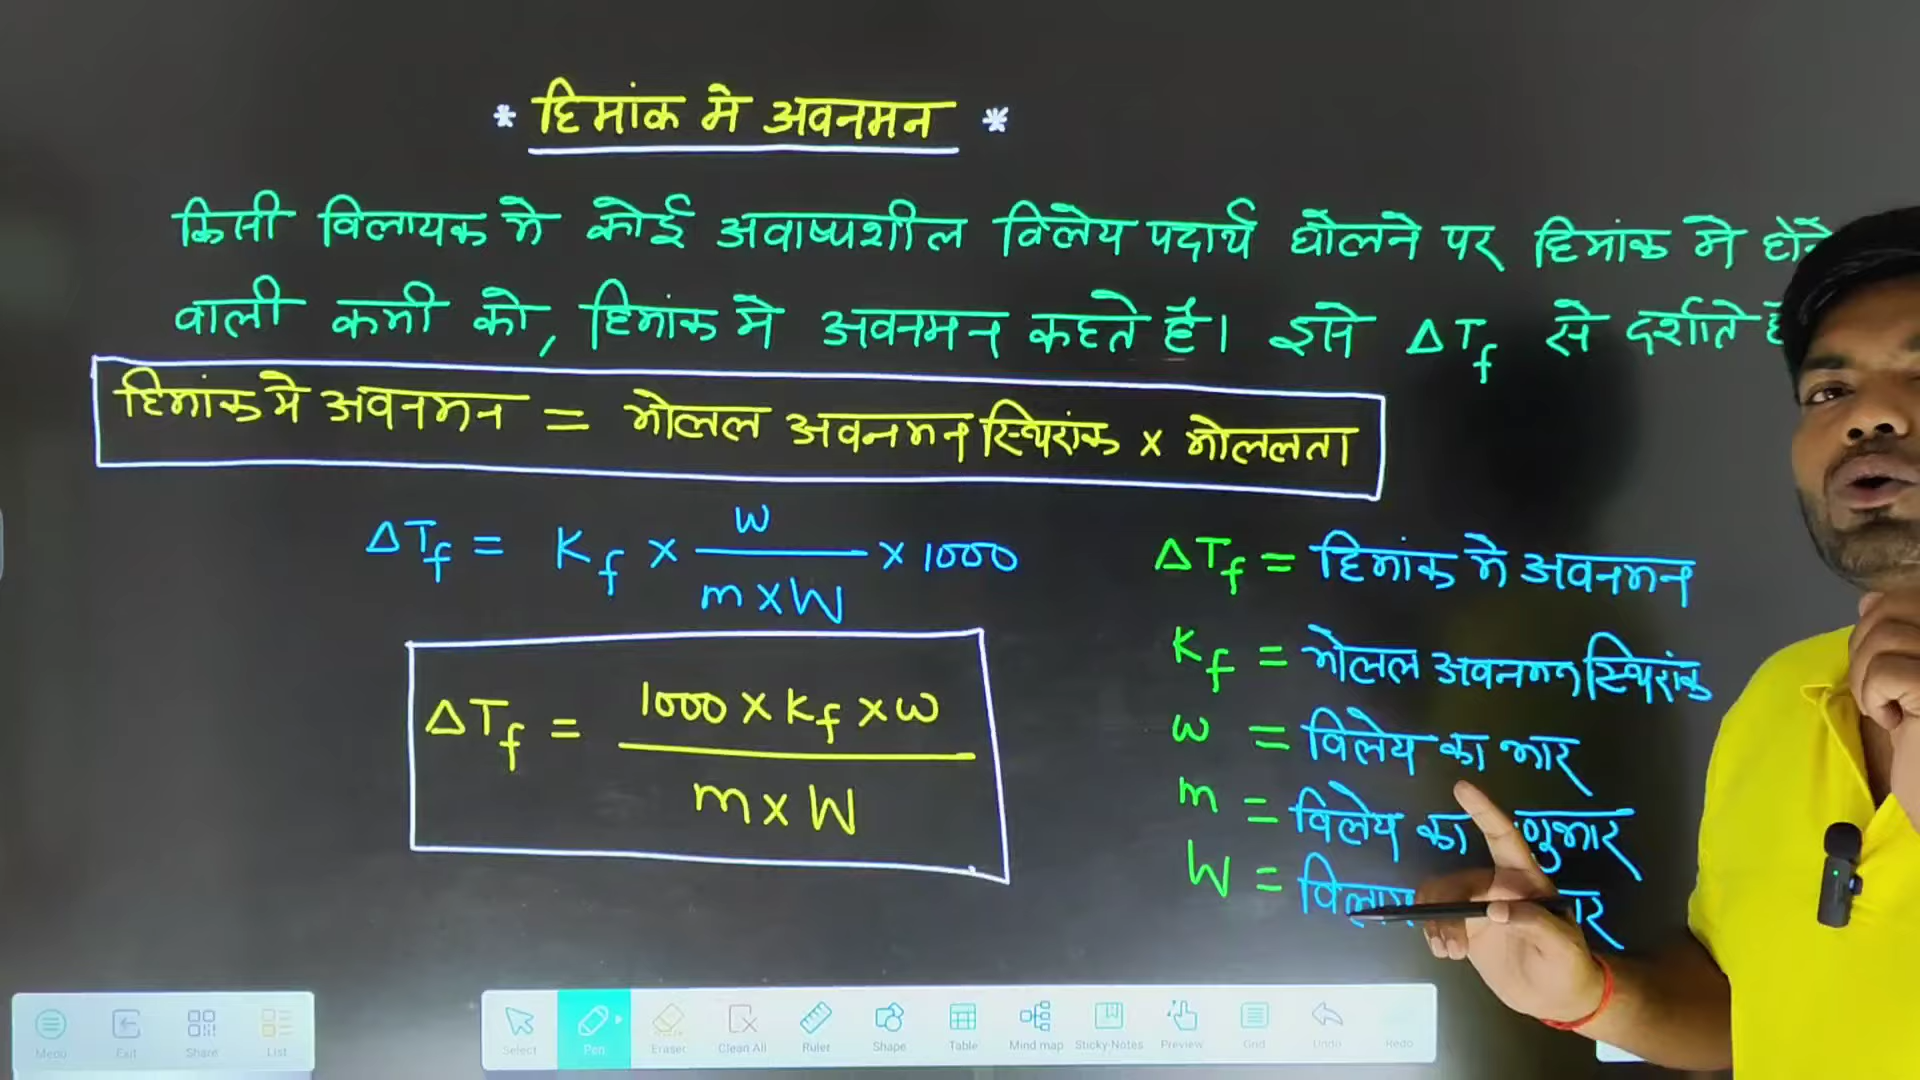 * हिमांक मे अवनमन *
किसी विलायक मे कोई अवाष्पशील विलेय पदार्थ घोलने पर हिमांक मे होने
वाली कमी को, हिमांक मे अवनमन कहते है। इसे ΔTf से दर्शाते
हिमांक मे अवनमन = मोलल अवनमन स्थिरांक × मोललता
ΔTf = Kf × w / m × W × 1000
ΔTf = 1000 × Kf × w / m × W
ΔTf = हिमांक मे अवनमन
Kf = मोलल अवनमन स्थिरांक
w = विलेय का भार
m = विलेय का
W =
Menu Exit Share List
Select Pen Eraser Clean All Ruler Shape Table Mind map Sticky-Notes Preview Grid Undo Redo